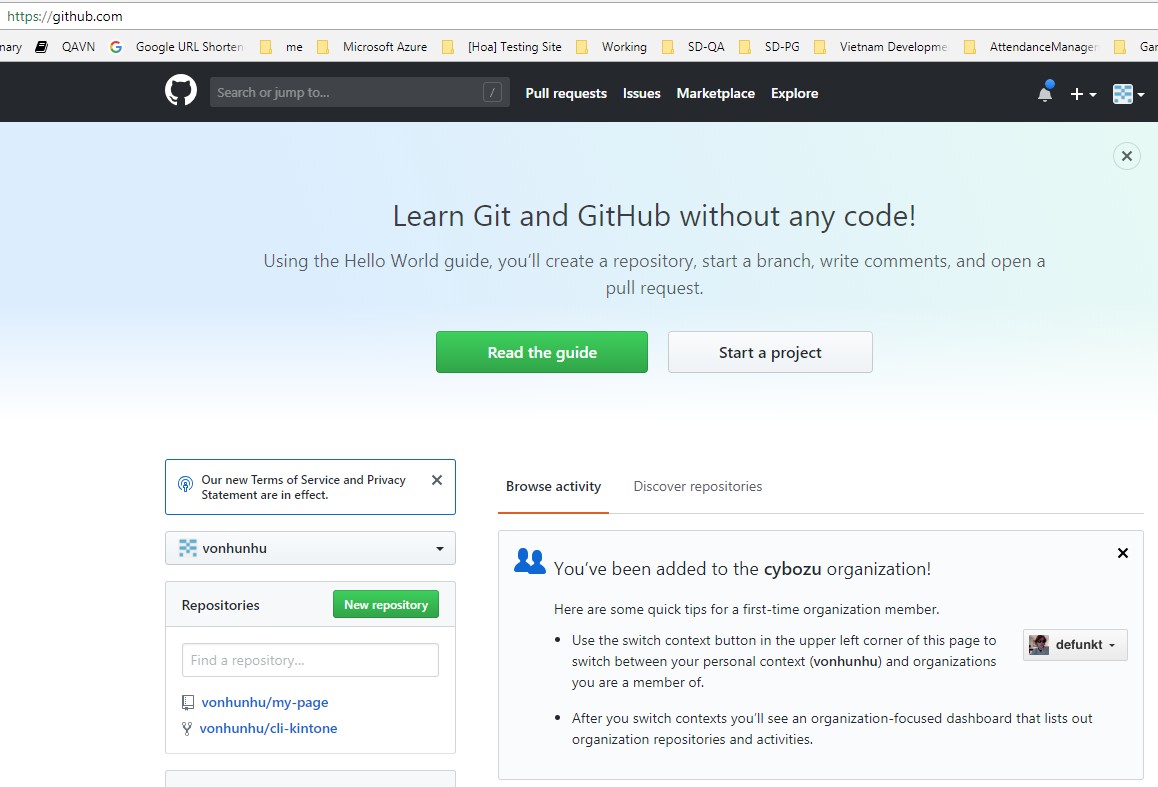 https://github.com
nary QAVN Google URL Shorten me Microsoft Azure [Hoa] Testing Site Working SD-QA SD-PG Vietnam Developme AttendanceManager Gar
Search or jump to... / Pull requests Issues Marketplace Explore
Learn Git and GitHub without any code!
Using the Hello World guide, you’ll create a repository, start a branch, write comments, and open a
pull request.
Read the guide Start a project
Our new Terms of Service and Privacy
Statement are in effect.
vonhunhu
Repositories New repository
Find a repository...
vonhunhu/my-page
vonhunhu/cli-kintone
Browse activity Discover repositories
You’ve been added to the cybozu organization!
Here are some quick tips for a first-time organization member.
• Use the switch context button in the upper left corner of this page to
switch between your personal context (vonhunhu) and organizations
you are a member of.
defunkt
• After you switch contexts you’ll see an organization-focused dashboard that lists out
organization repositories and activities.